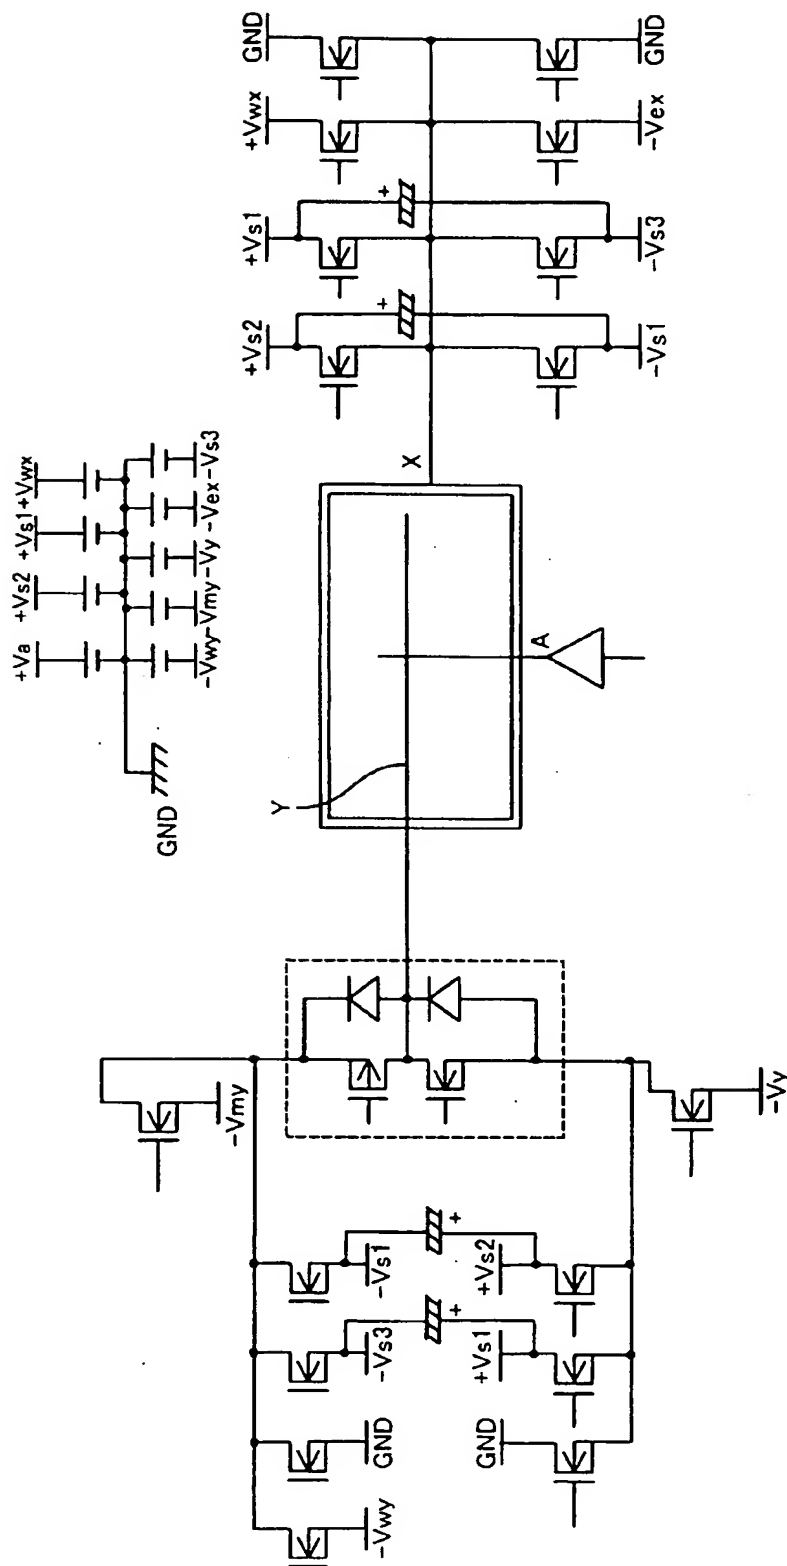 GND
+Vwx
+Vs1
+Vs2
+
+
GND
-Vex
-Vs3
-Vs1
+Va
+Vs2
+Vs1
+Vwx
-Vwy
-Vmy
-Vy
-Vex
-Vs3
GND
X
A
Y
-Vmy
-Vy
-Vs1
-Vs3
GND
-Vwy
+
+
+Vs2
+Vs1
GND